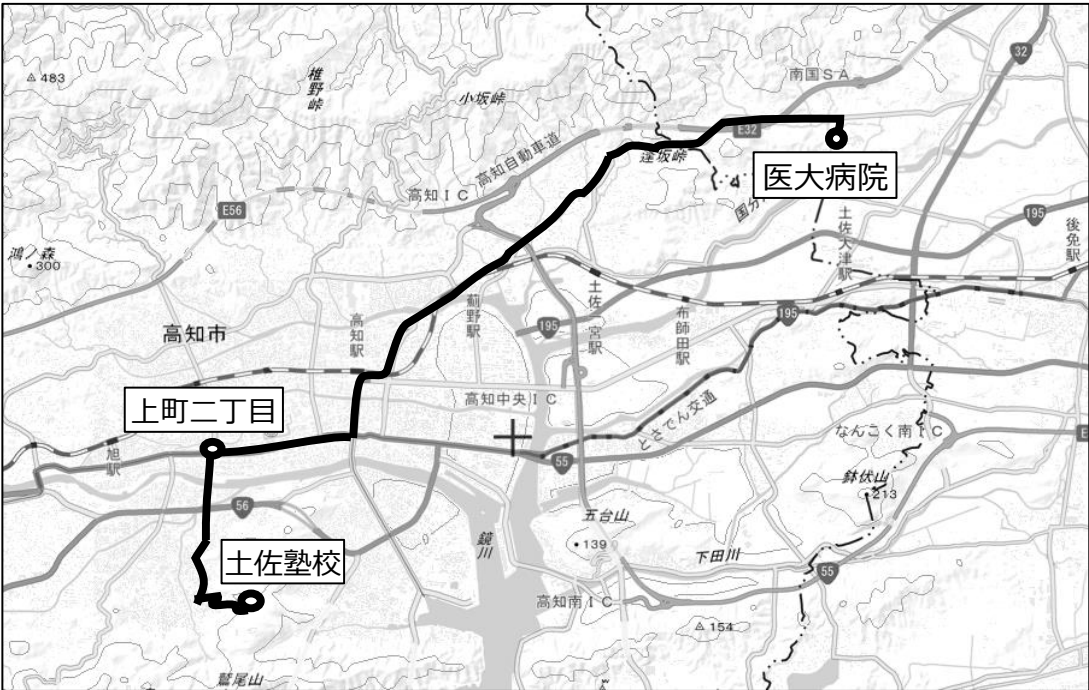 483
椎野峠
小坂峠
南国SA
32
高知自動車道
E32
逢坂峠
医大病院
高知IC
E56
国分川
土佐大津駅
195
後免駅
鴻ノ森
300
高知市
高知駅
薊野駅
195
土佐一宮駅
布師田駅
195
高知中央IC
上町二丁目
旭駅
とさでん交通
なんこく南IC
55
鉢伏山
213
56
土佐塾校
鏡川
五台山
139
下田川
55
高知南IC
154
鷲尾山